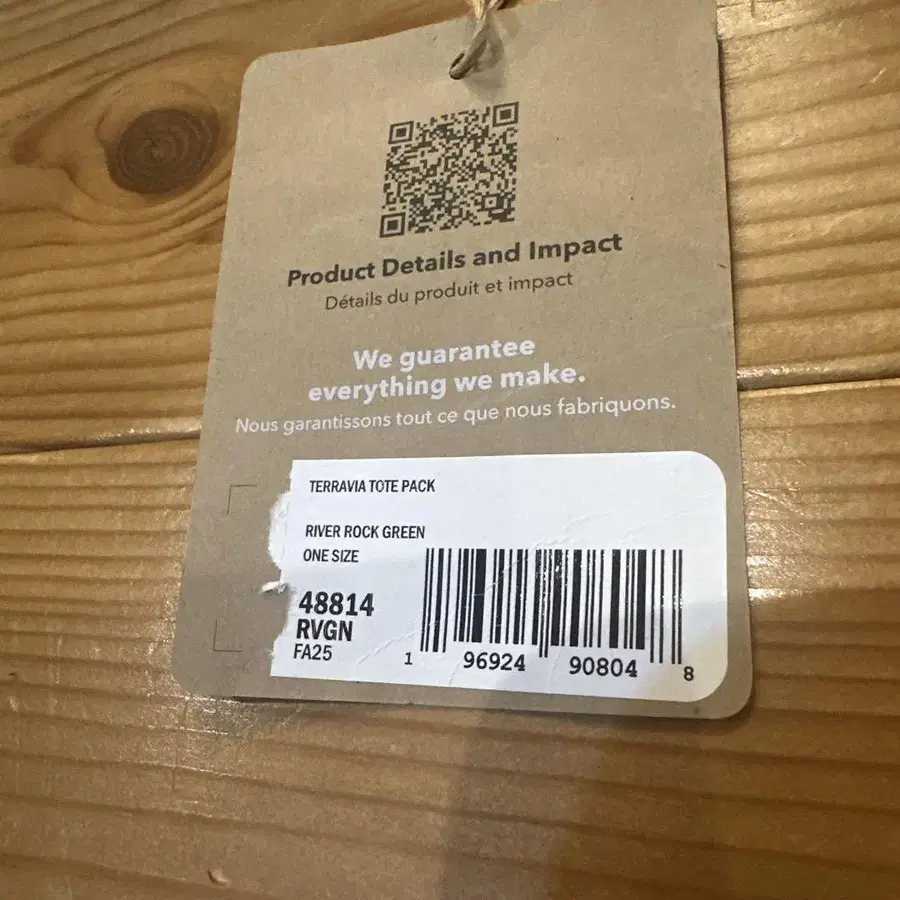 Product Details and Impact
Détails du produit et impact
We guarantee
everything we make.
Nous garantissons tout ce que nous fabriquons.
TERRAVIA TOTE PACK
RIVER ROCK GREEN
ONE SIZE
48814
RVGN
FA25
1 96924 90804 8